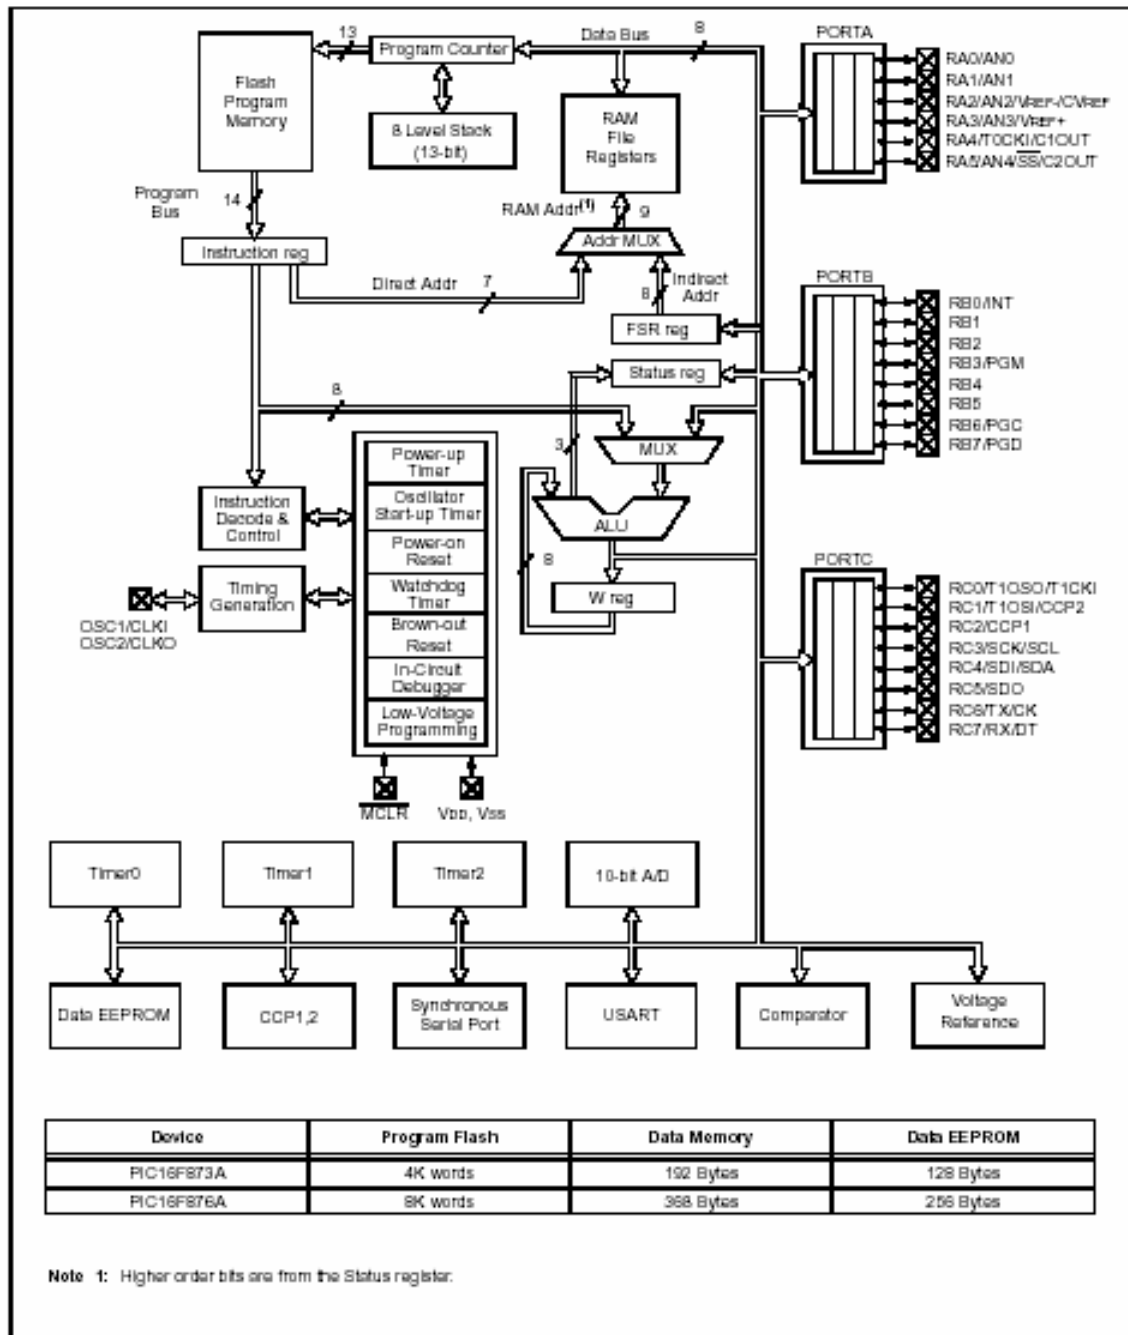 13
Program Counter
Data Bus
8
PORTA
Flash
Program
Memory
8 Level Stack
(13-bit)
RAM
File
Registers
RA0/AN0
RA1/AN1
RA2/AN2/VREF-/CVREF
RA3/AN3/VREF+
RA4/T0CKI/C1OUT
RA5/AN4/SS/C2OUT
Program
Bus
14
RAM Addr(1)
9
Instruction reg
Addr MUX
Direct Addr
7
8
Indirect
Addr
FSR reg
PORTB
RB0/INT
RB1
RB2
RB3/PGM
RB4
RB5
RB6/PGC
RB7/PGD
Status reg
8
3
MUX
Power-up
Timer
Oscillator
Start-up Timer
Power-on
Reset
Watchdog
Timer
Brown-out
Reset
In-Circuit
Debugger
Low-Voltage
Programming
Instruction
Decode &
Control
Timing
Generation
OSC1/CLKI
OSC2/CLKO
ALU
8
W reg
PORTC
RC0/T1OSO/T1CKI
RC1/T1OSI/CCP2
RC2/CCP1
RC3/SCK/SCL
RC4/SDI/SDA
RC5/SDO
RC6/TX/CK
RC7/RX/DT
MCLR
VDD, VSS
Timer0
Timer1
Timer2
10-bit A/D
Data EEPROM
CCP1,2
Synchronous
Serial Port
USART
Comparator
Voltage
Reference
Device Program Flash Data Memory Data EEPROM
PIC16F873A 4K words 192 Bytes 128 Bytes
PIC16F876A 8K words 368 Bytes 256 Bytes
Note 1: Higher order bits are from the Status register.